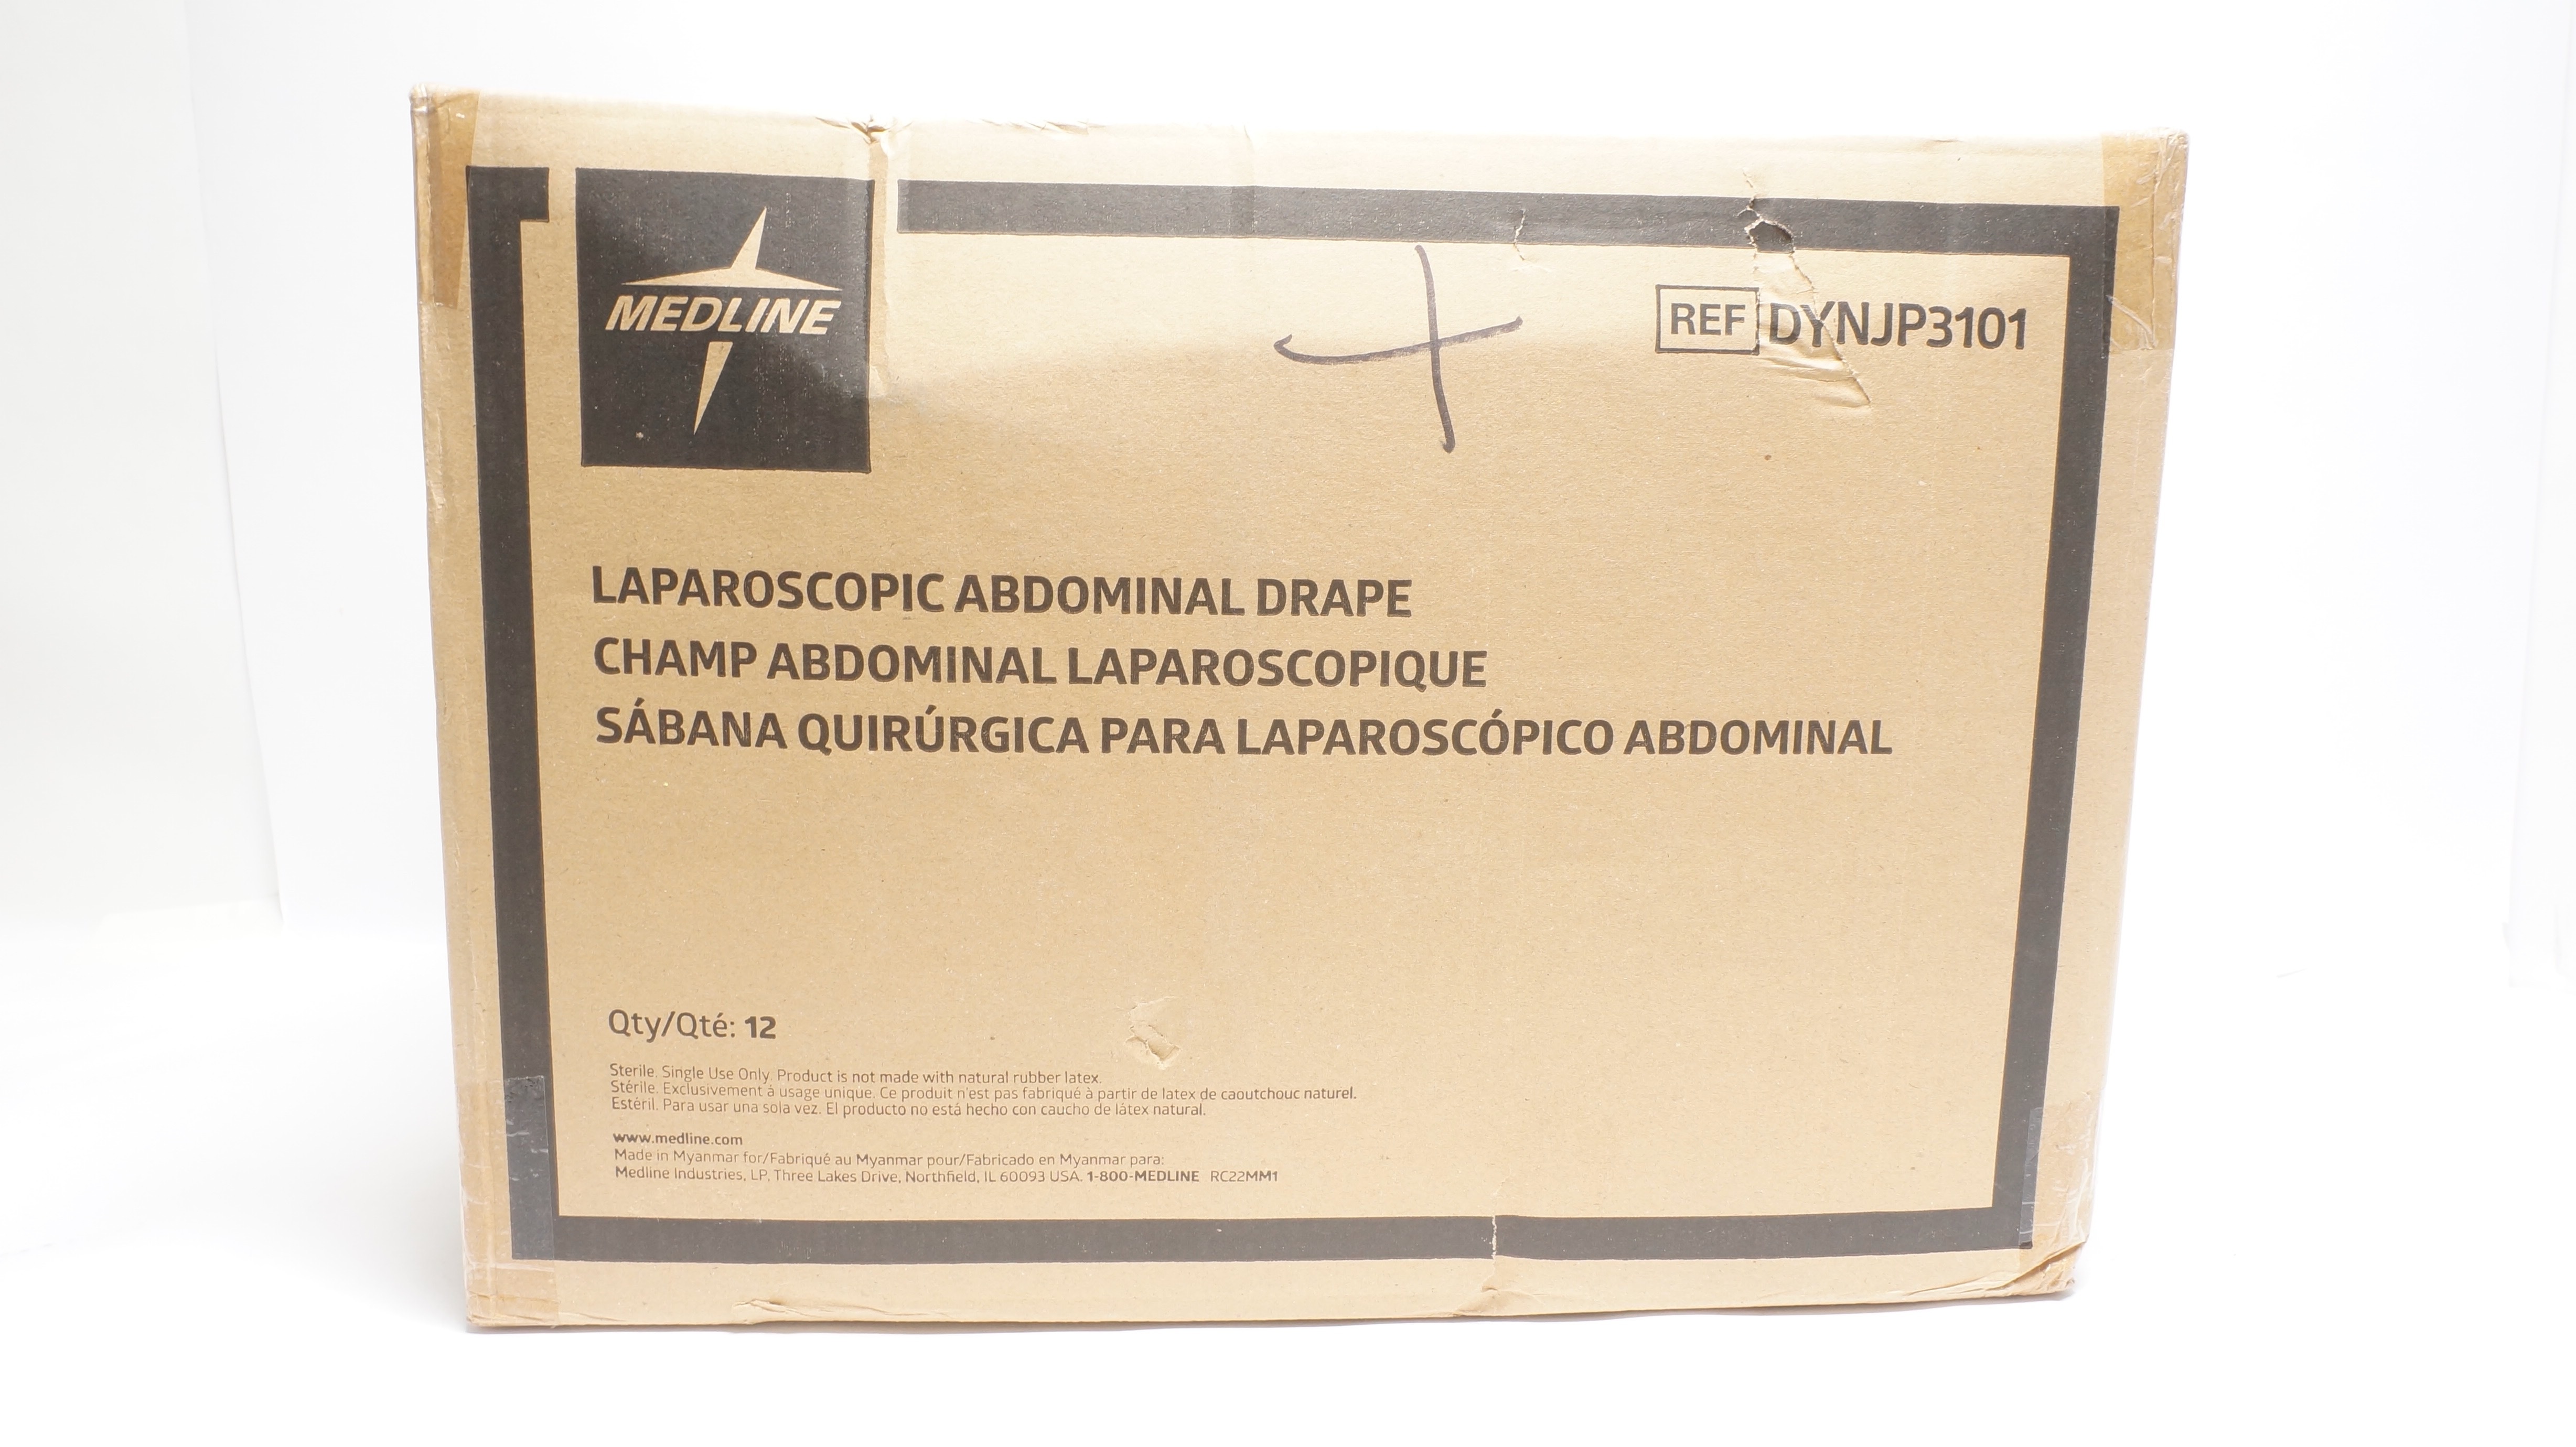 MEDLINE
REF DYNJP3101
LAPAROSCOPIC ABDOMINAL DRAPE
CHAMP ABDOMINAL LAPAROSCOPIQUE
SÁBANA QUIRÚRGICA PARA LAPAROSCÓPICO ABDOMINAL
Qty/Qté: 12
Sterile. Single Use Only. Product is not made with natural rubber latex.
Stérile. Exclusivement à usage unique. Ce produit n'est pas fabriqué à partir de latex de caoutchouc naturel.
Estéril. Para usar una sola vez. El producto no está hecho con caucho de látex natural.
www.medline.com
Made in Myanmar for/Fabriqué au Myanmar pour/Fabricado en Myanmar para:
Medline Industries, LP, Three Lakes Drive, Northfield, IL 60093 USA. 1-800-MEDLINE RC22MM1